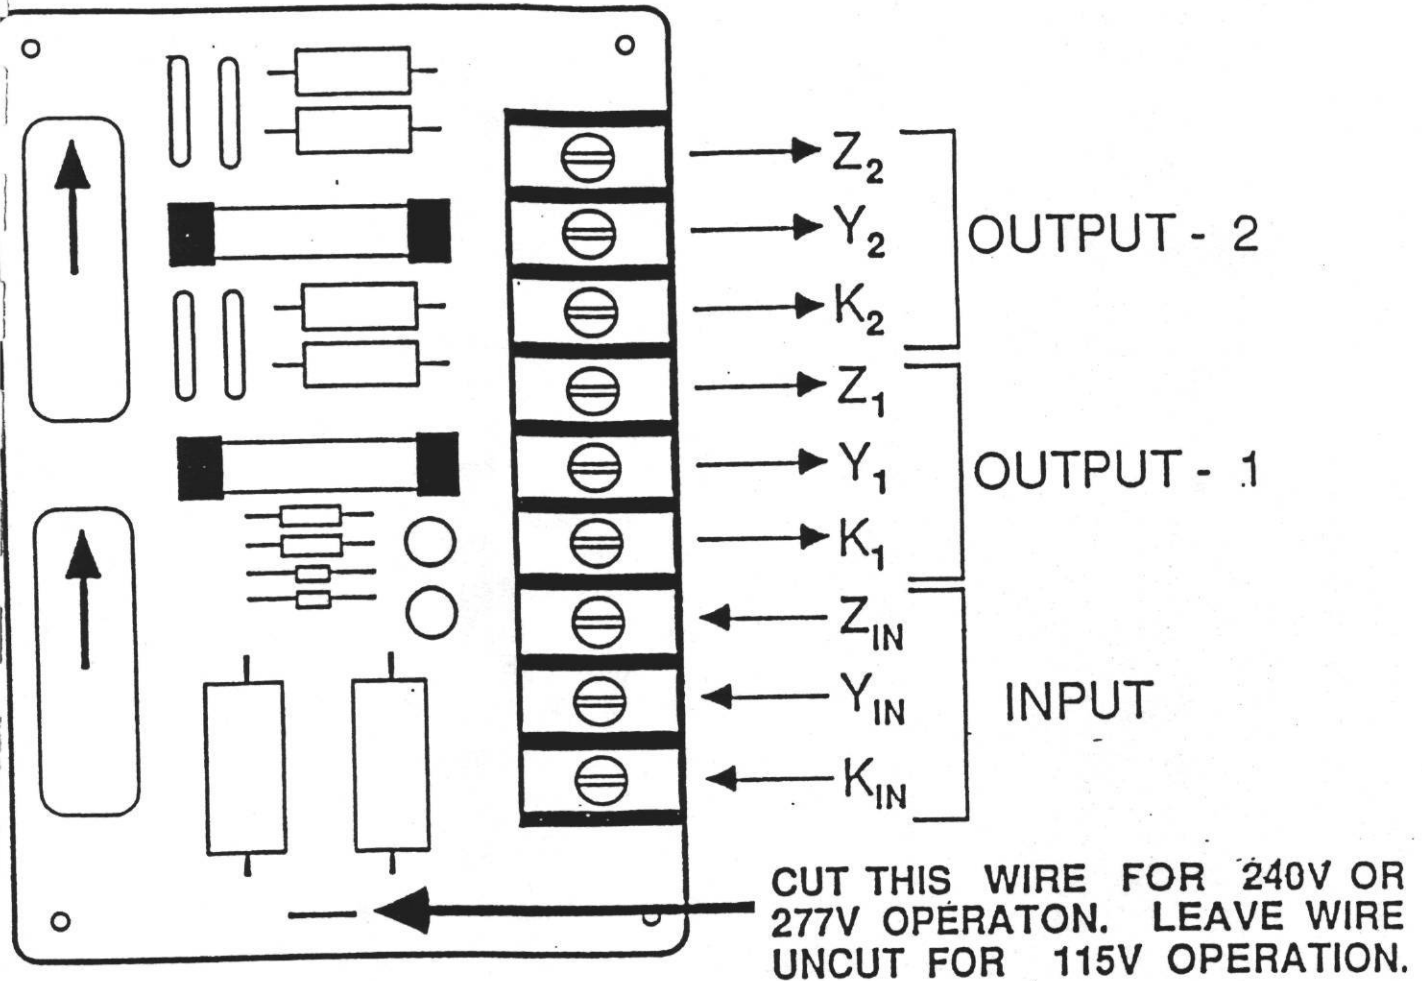 Z2
Y2
K2
OUTPUT - 2
Z1
Y1
K1
OUTPUT - 1
ZIN
YIN
KIN
INPUT
CUT THIS WIRE FOR 240V OR
277V OPERATON. LEAVE WIRE
UNCUT FOR 115V OPERATION.